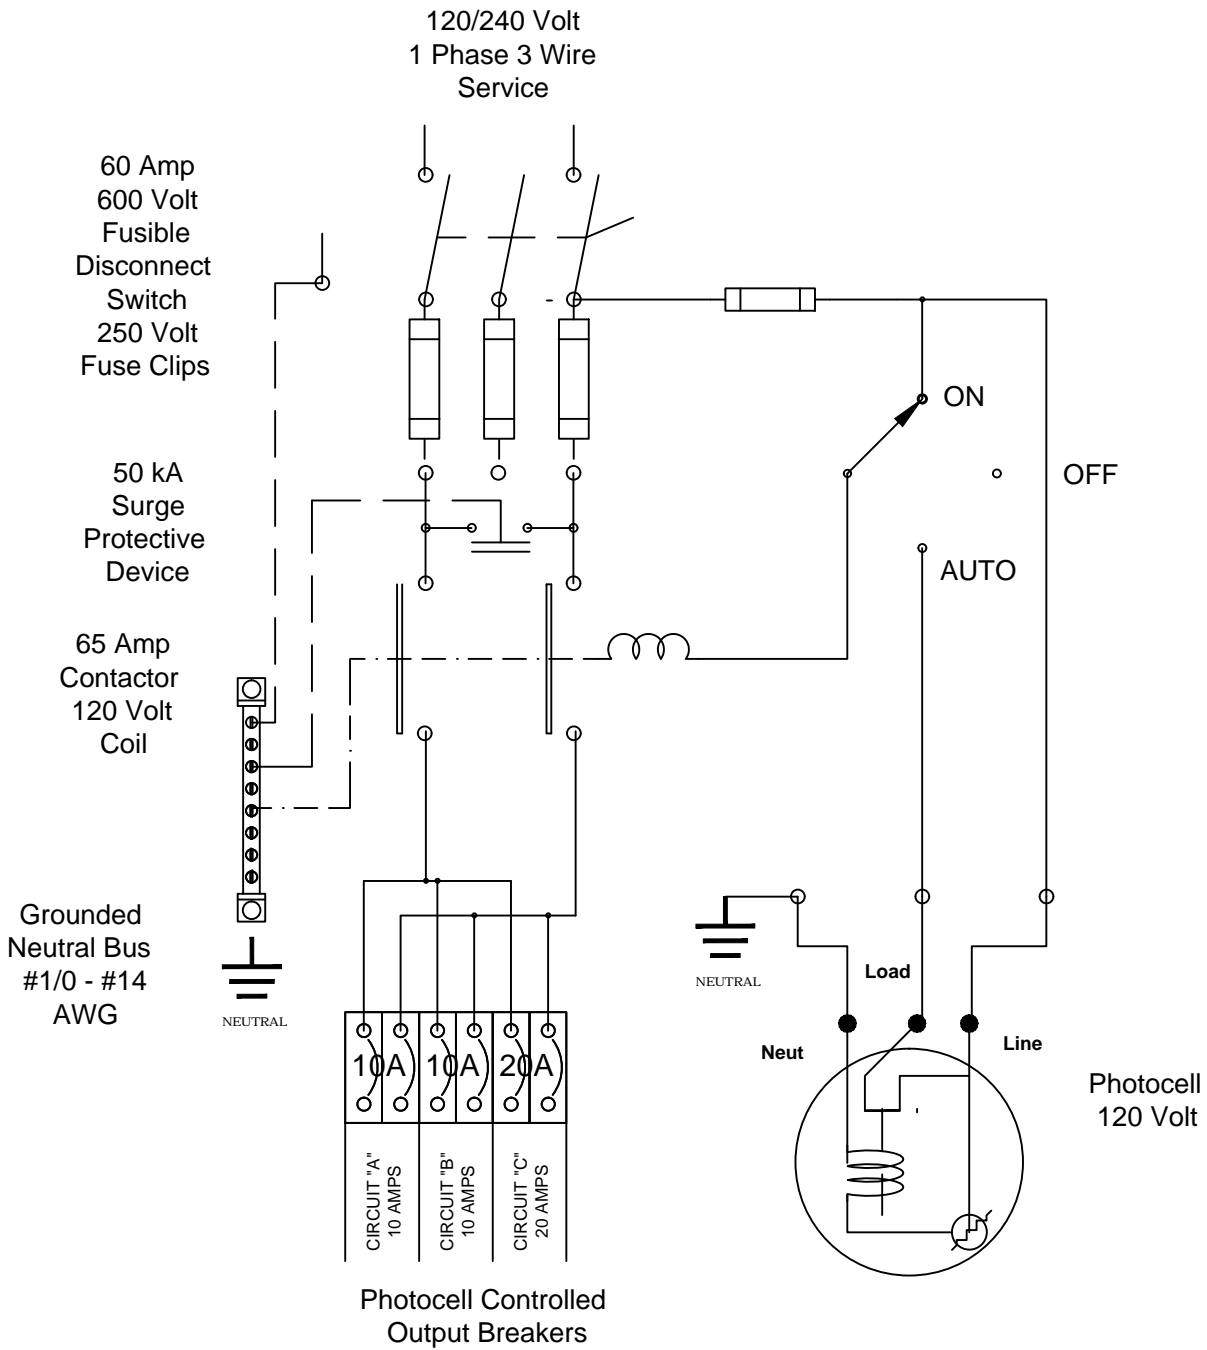 120/240 Volt
1 Phase 3 Wire
Service
60 Amp
600 Volt
Fusible
Disconnect
Switch
250 Volt
Fuse Clips
ON
OFF
AUTO
50 kA
Surge
Protective
Device
65 Amp
Contactor
120 Volt
Coil
Grounded
Neutral Bus
#1/0 - #14
AWG
NEUTRAL
NEUTRAL
Load
Neut
Line
Photocell
120 Volt
10A
10A
20A
CIRCUIT "A"
10 AMPS
CIRCUIT "B"
10 AMPS
CIRCUIT "C"
20 AMPS
Photocell Controlled
Output Breakers